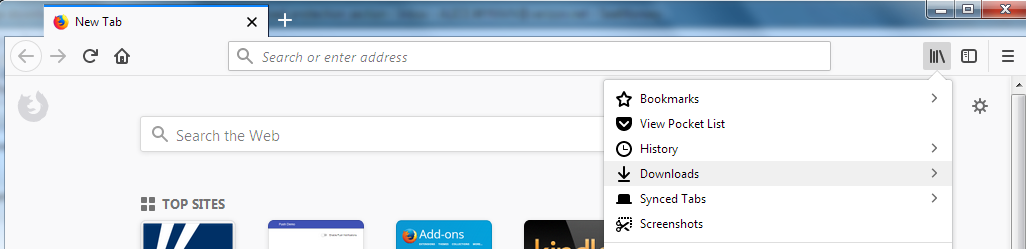 New Tab
Search or enter address
Bookmarks
View Pocket List
History
Downloads
Synced Tabs
Screenshots
Search the Web
TOP SITES
Add-ons